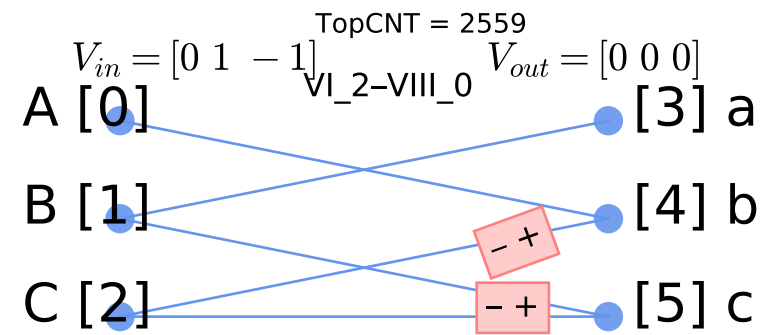 TopCNT = 2559
V_in = [0 1 −1] V_out = [0 0 0]
VI_2–VIII_0
A [0] [3] a
B [1] [4] b
− +
C [2] − + [5] c